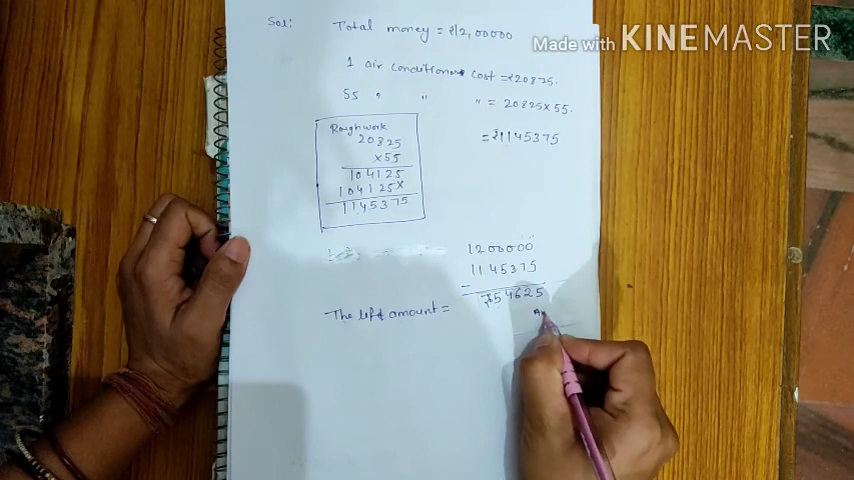 Sol: Total money = ₹12,00000
Made with KINEMASTER
1 air conditioner cost = ₹20825.
55 " " " = 20825×55.
= ₹1145375
Roughwork
20825
×55
104125
104125×
1145375
1200000
1145375
-
₹54625
The left amount =